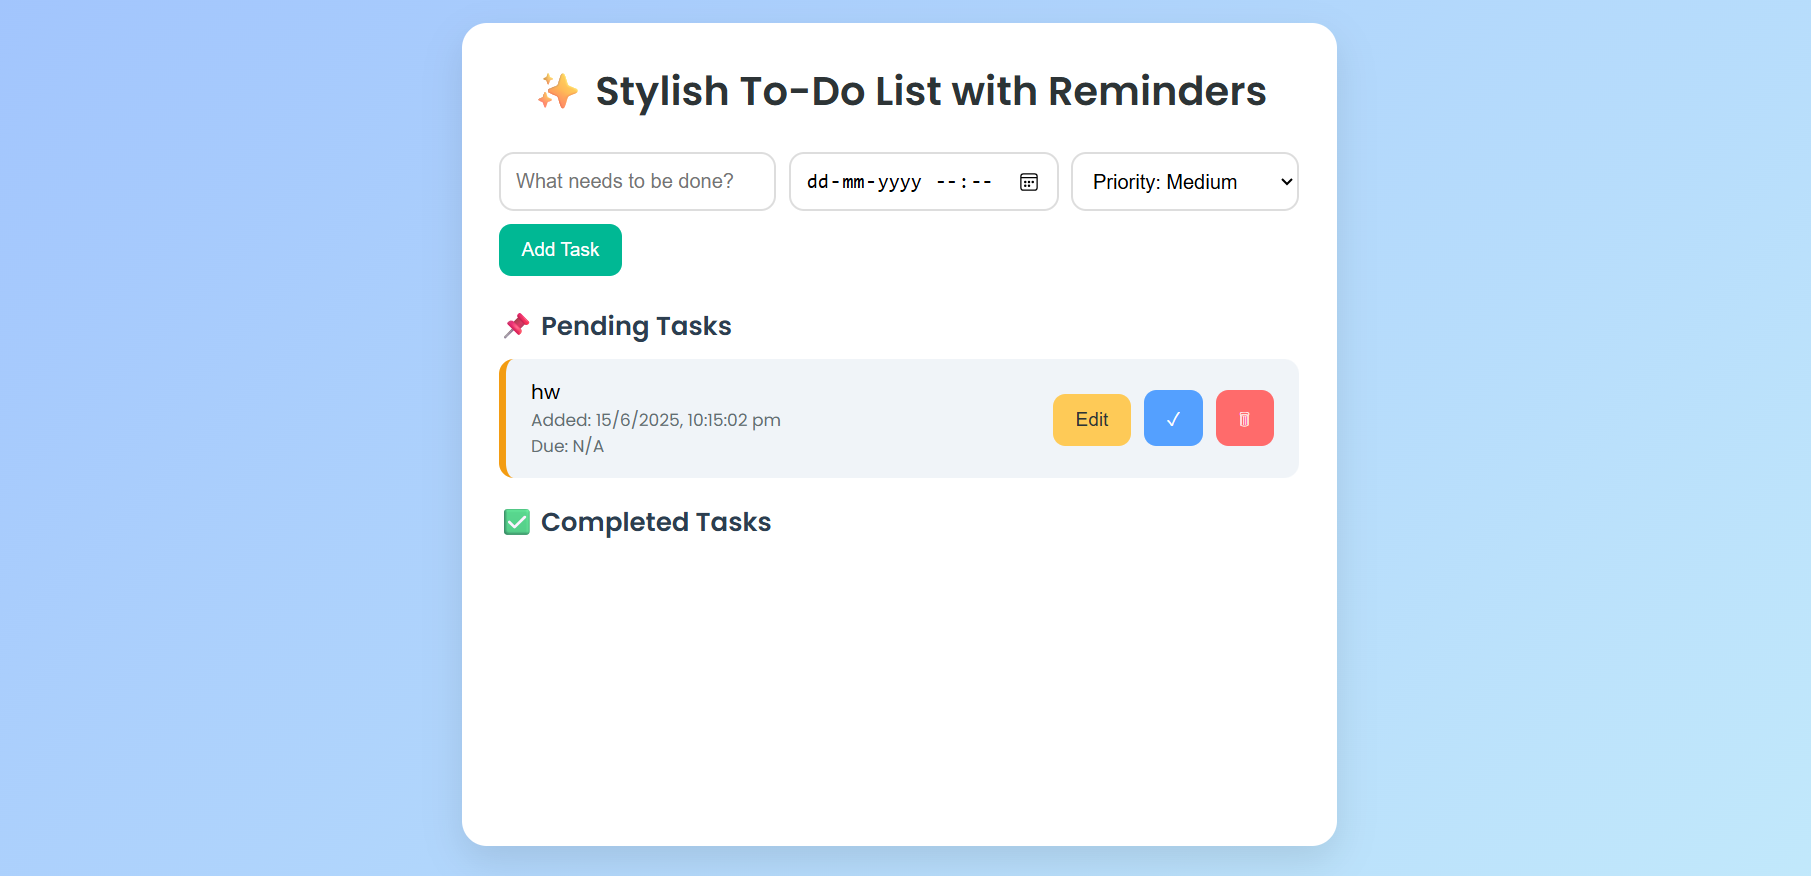 ✨ Stylish To-Do List with Reminders
What needs to be done?
dd-mm-yyyy --:--
Priority: Medium
Add Task
📌 Pending Tasks
hw
Added: 15/6/2025, 10:15:02 pm
Due: N/A
Edit
✓
🗑
✅ Completed Tasks